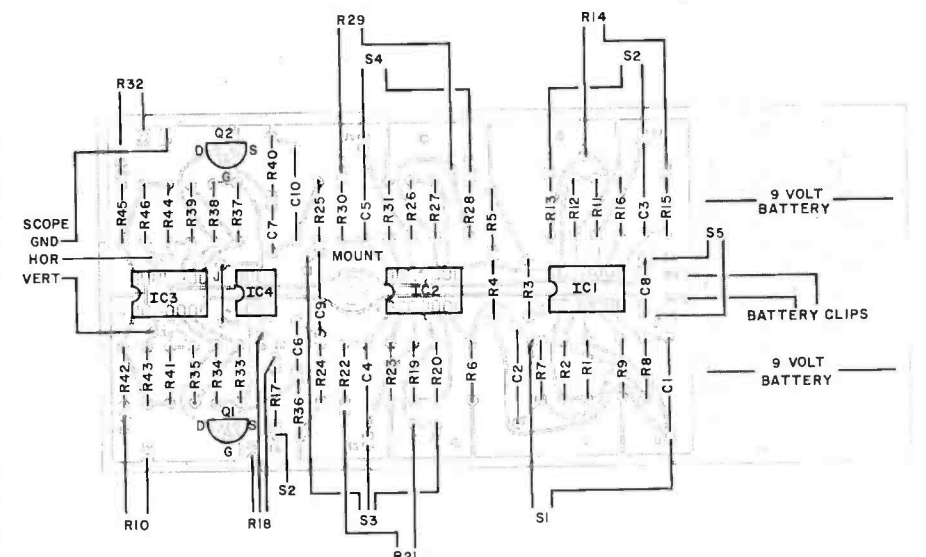 R29
R14
S4
S2
R32
Q2
D
S
G
R40
C10
R45
R46
R44
R39
R38
R37
C7
R25
R30
C5
R31
R26
R27
R28
R5
R13
R12
R11
R16
C3
R15
9 VOLT
BATTERY
SCOPE
GND
HOR
VERT
MOUNT
S5
IC3
J
IC4
C9
IC2
R4
R3
IC1
C8
BATTERY CLIPS
R42
R43
R41
R35
R34
R33
R17
C6
R36
R24
R22
C4
R23
R19
R20
R6
C2
R7
R2
R1
R9
R8
C1
9 VOLT
BATTERY
Q1
D
S
G
S2
R10
R18
S3
S1
R21